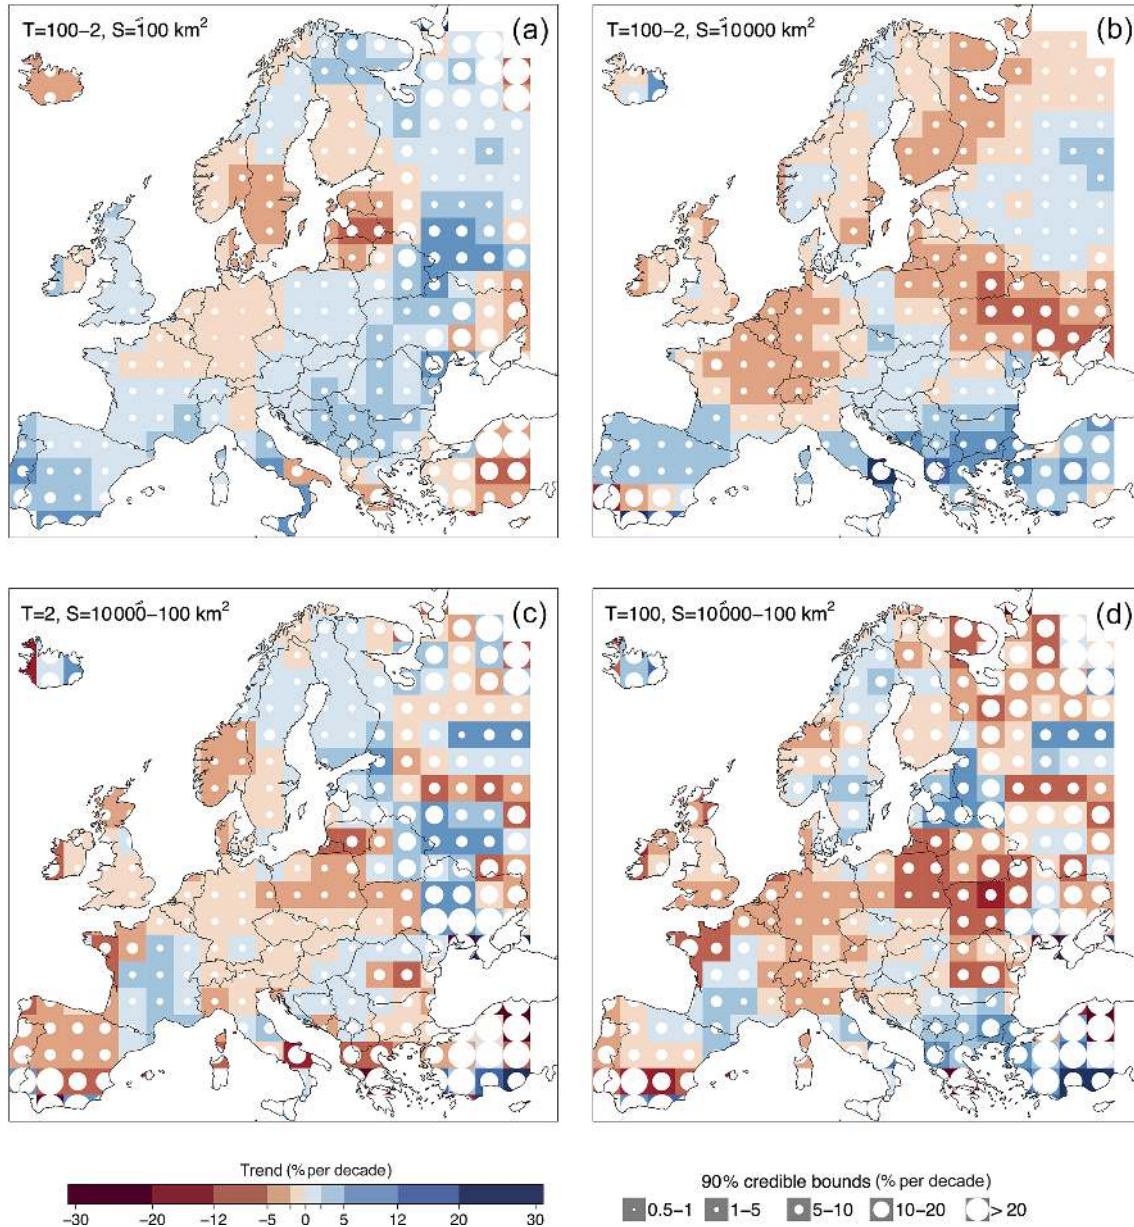 T=100−2, S=100 km²
(a)
T=100−2, S=10000 km²
(b)
T=2, S=10000−100 km²
(c)
T=100, S=10000−100 km²
(d)
Trend (% per decade)
−30 −20 −12 −5 0 5 12 20 30
90% credible bounds (% per decade)
0.5−1 1−5 5−10 10−20 > 20